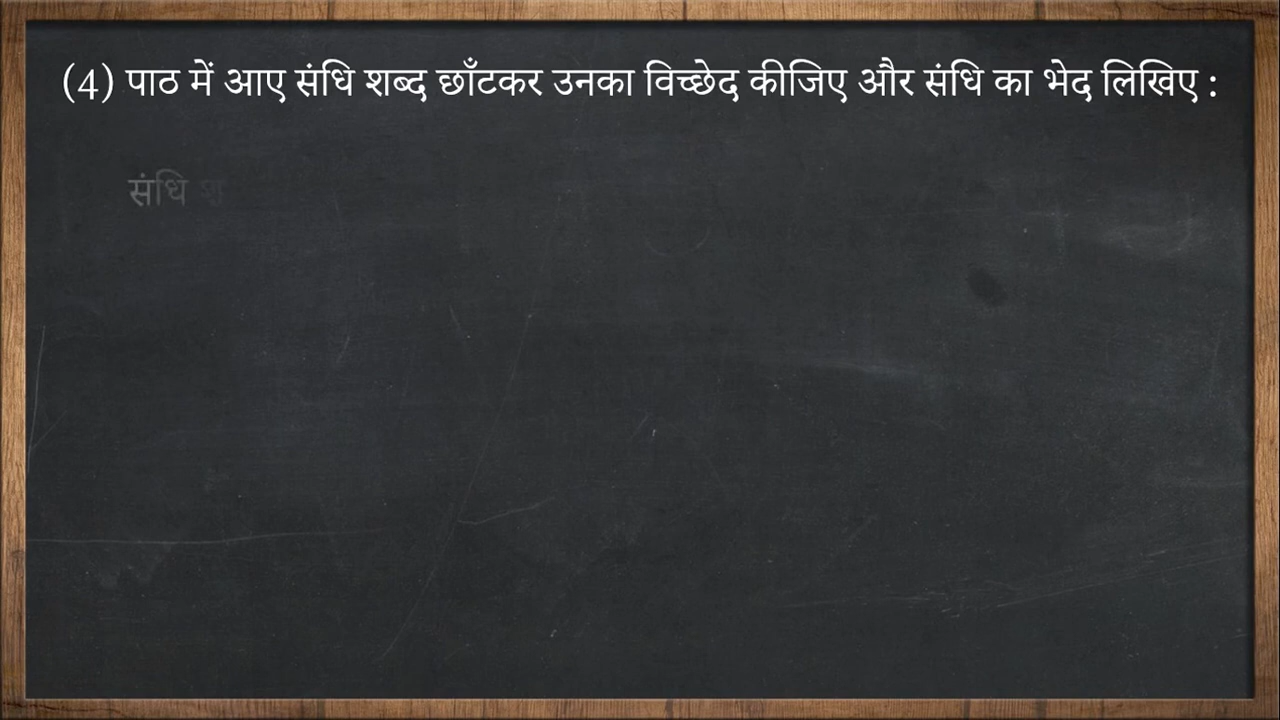 (4) पाठ में आए संधि शब्द छाँटकर उनका विच्छेद कीजिए और संधि का भेद लिखिए :
संधि